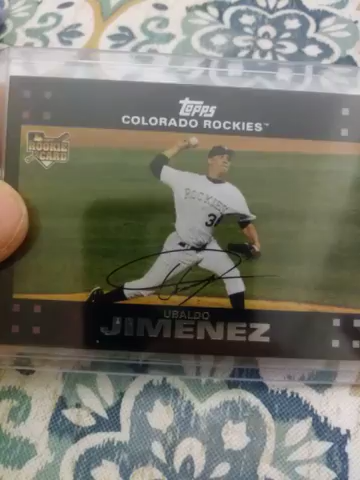 Topps
COLORADO ROCKIES™
ROOKIE
CARD
ROCKIES
UBALDO
JIMENEZ